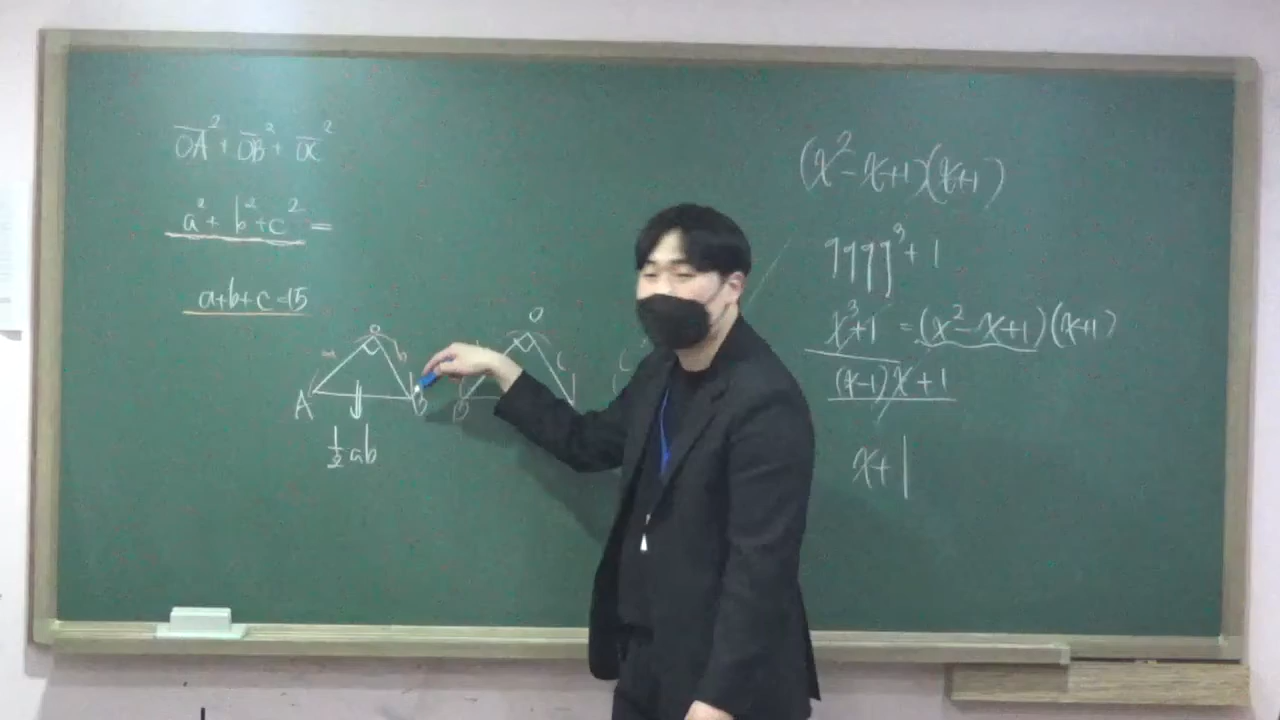 OA² + OB² + OC²
a² + b² + c² =
a+b+c=15
O
a b
A B
½ab
O
c
B
(x²-x+1)(x+1)
9999³+1
x³+1 = (x²-x+1)(x+1)
(x-1)x+1
x+1